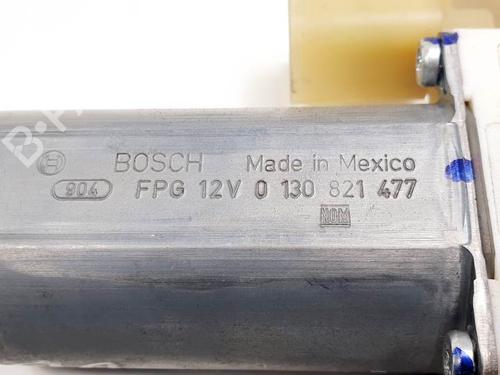 BOSCH Made in Mexico
904 FPG 12V 0 130 821 477
NOM